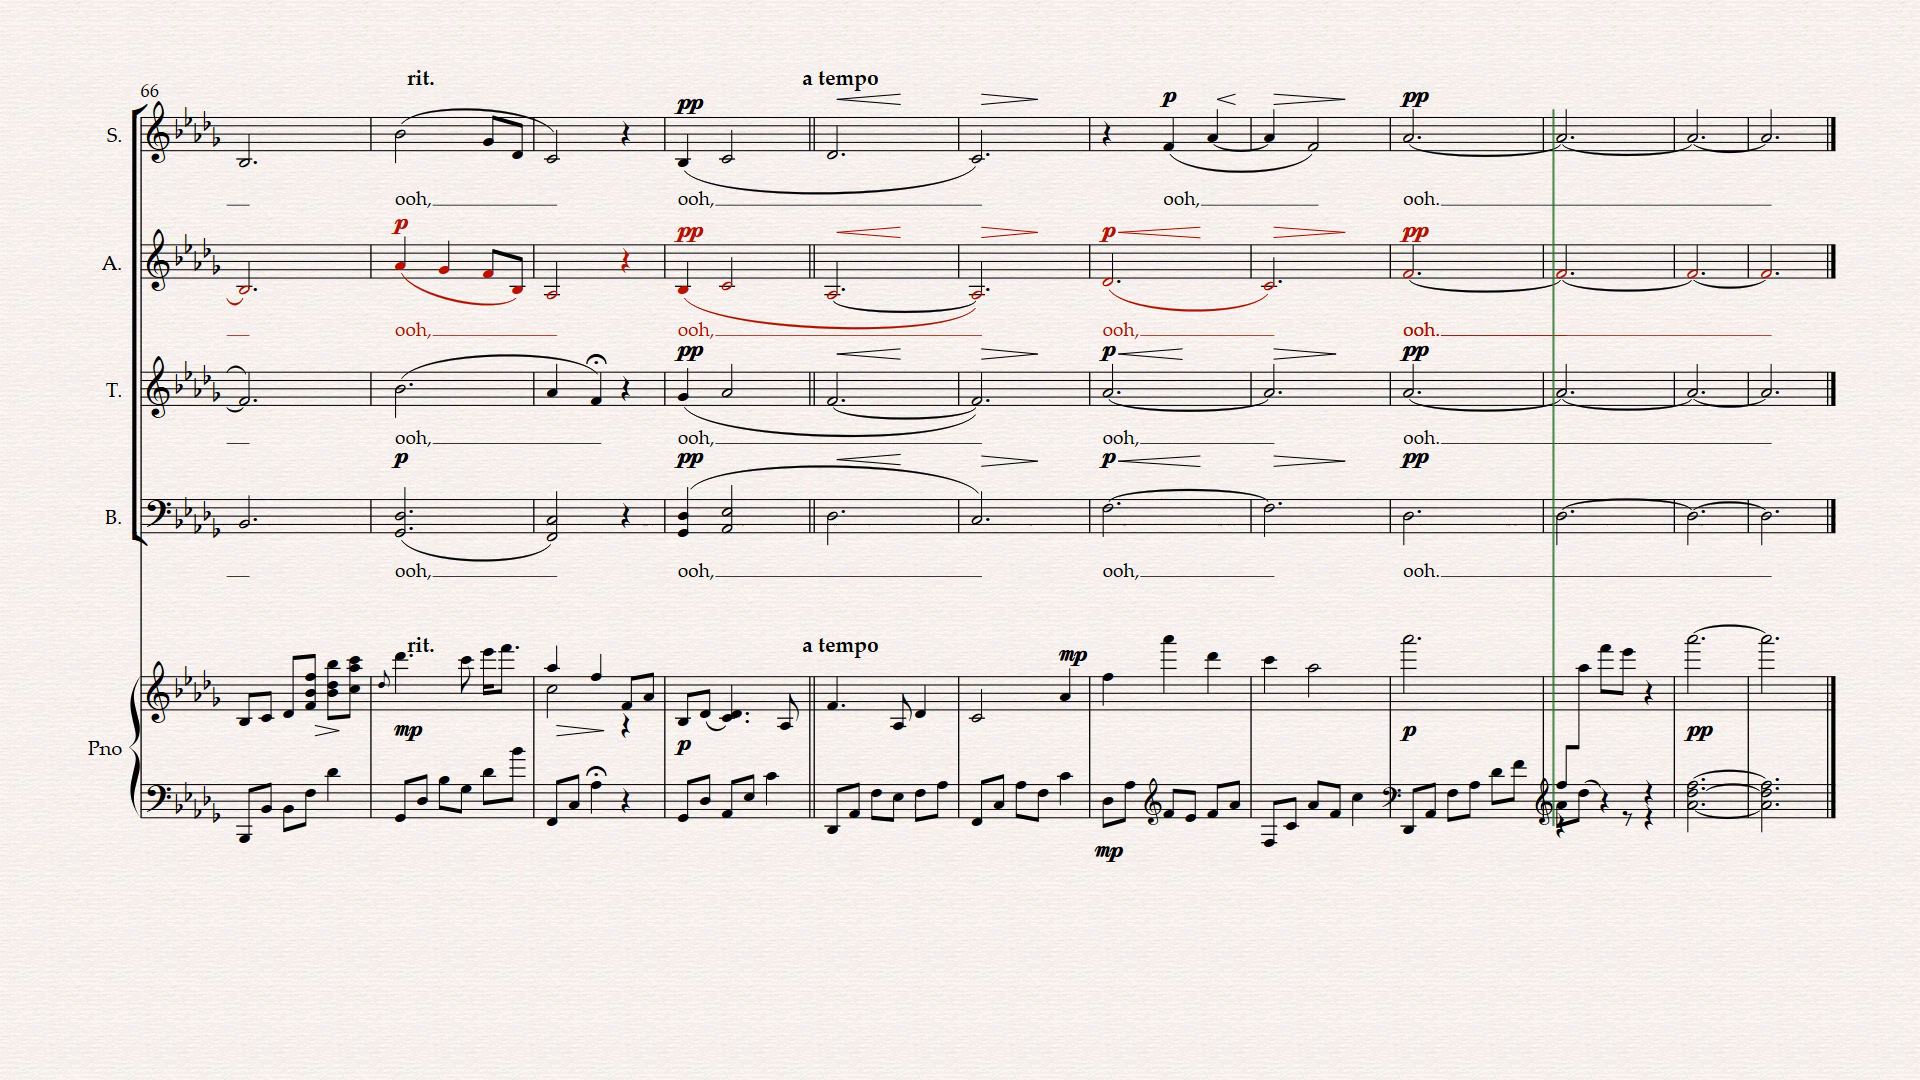 rit. a tempo
66
pp p pp
S.
ooh, ooh, ooh, ooh.
p pp p pp
A.
ooh, ooh, ooh, ooh.
pp p pp
T.
ooh, ooh, ooh, ooh.
p pp p pp
B.
ooh, ooh, ooh, ooh.
rit. a tempo
mp
mp p p pp
Pno
mp